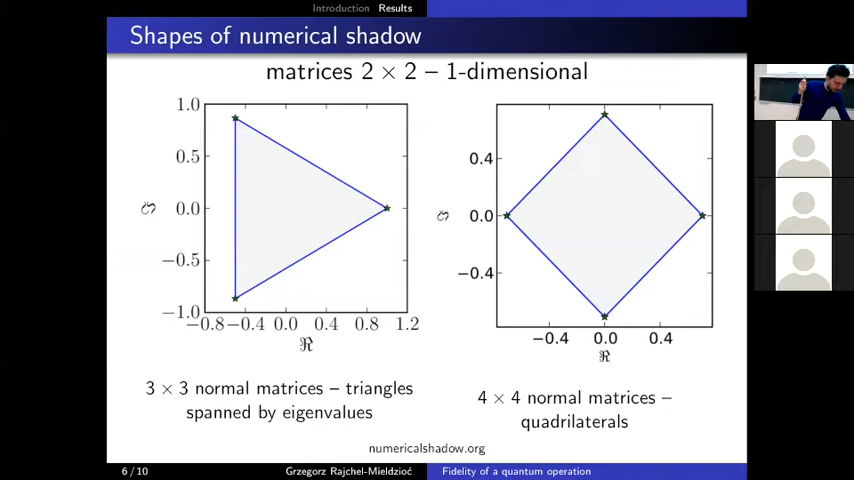 Introduction Results
Shapes of numerical shadow
matrices 2 × 2 – 1-dimensional
1.0
0.5
0.0
−0.5
−1.0
−0.8 −0.4 0.0 0.4 0.8 1.2
ℑ
ℜ
0.4
0.0
−0.4
−0.4 0.0 0.4
ℑ
ℜ
3 × 3 normal matrices – triangles
spanned by eigenvalues
4 × 4 normal matrices –
quadrilaterals
numericalshadow.org
6 / 10 Grzegorz Rajchel-Mieldzioć Fidelity of a quantum operation